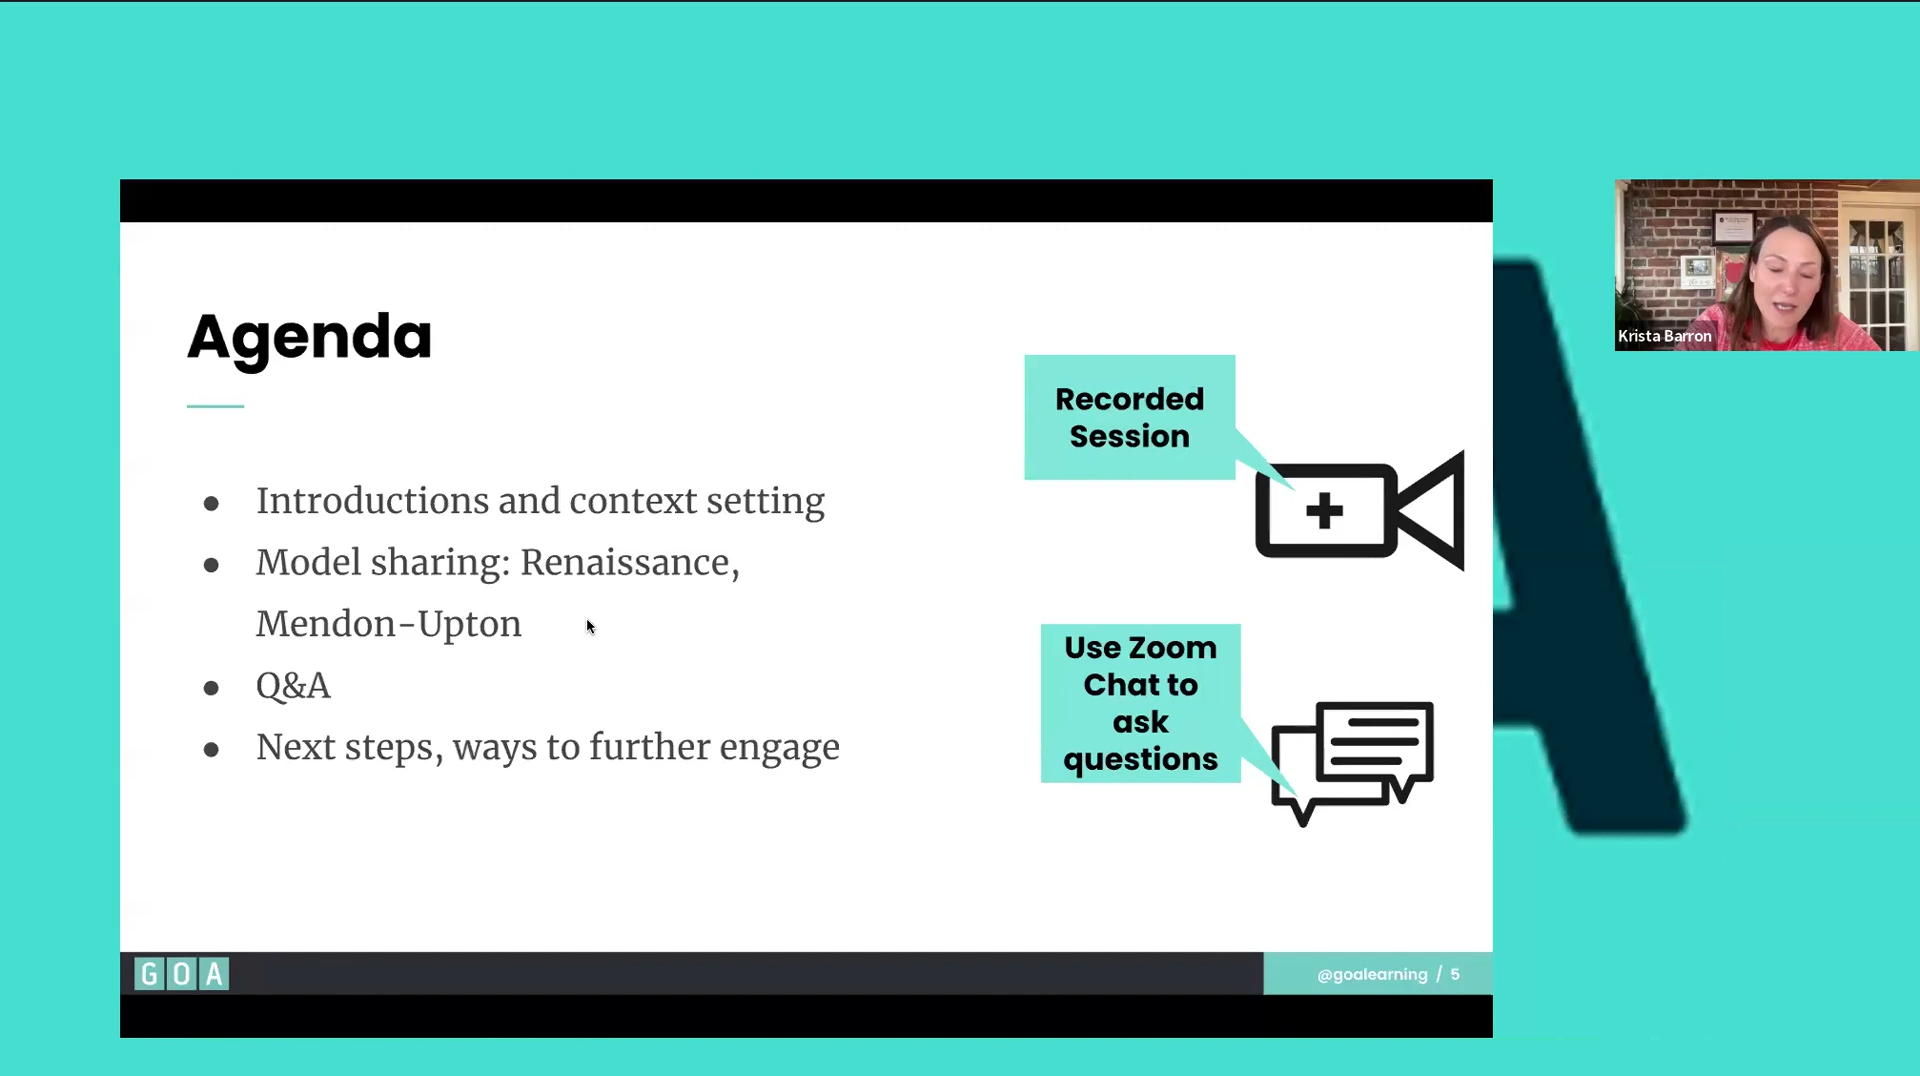 Agenda
● Introductions and context setting
● Model sharing: Renaissance,
Mendon-Upton
● Q&A
● Next steps, ways to further engage
Recorded
Session
Use Zoom
Chat to
ask
questions
GOA
@goalearning / 5
Krista Barron
A